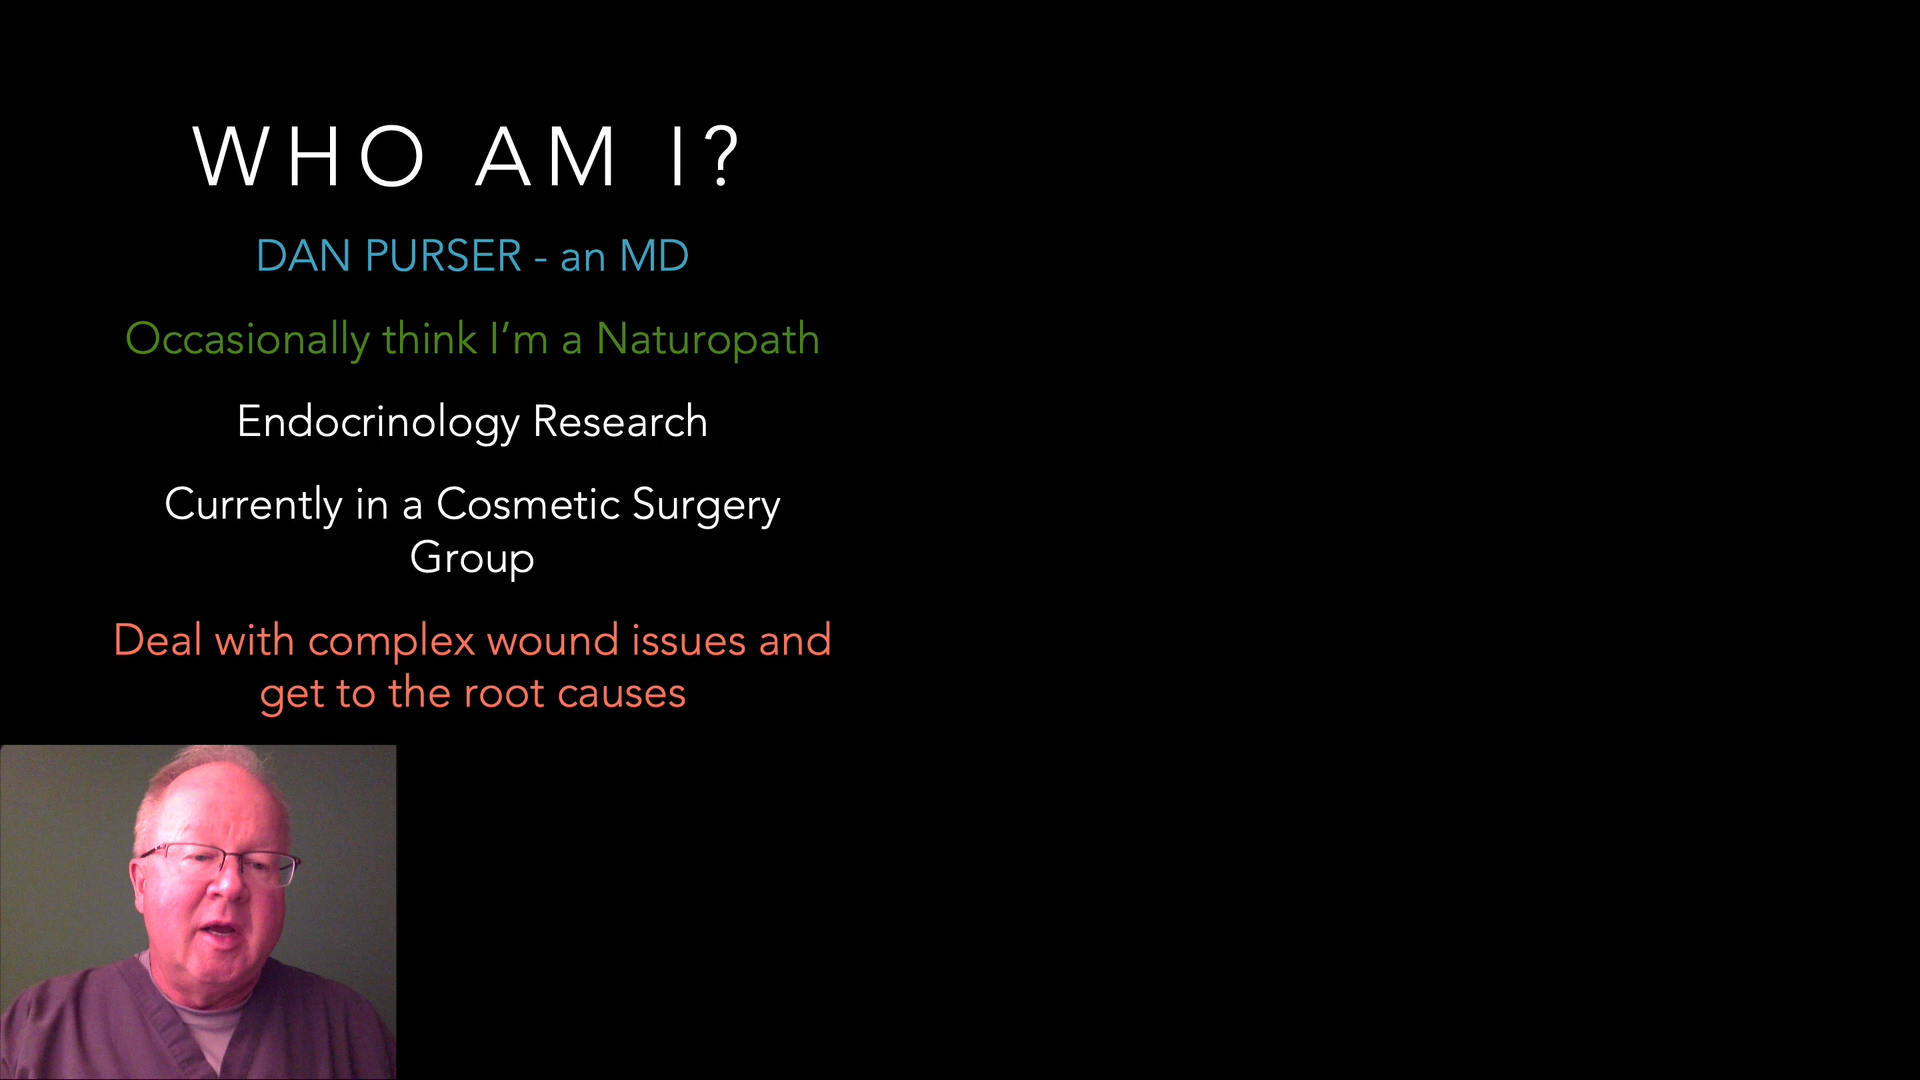 WHO AM I?
DAN PURSER - an MD
Occasionally think I’m a Naturopath
Endocrinology Research
Currently in a Cosmetic Surgery
Group
Deal with complex wound issues and
get to the root causes